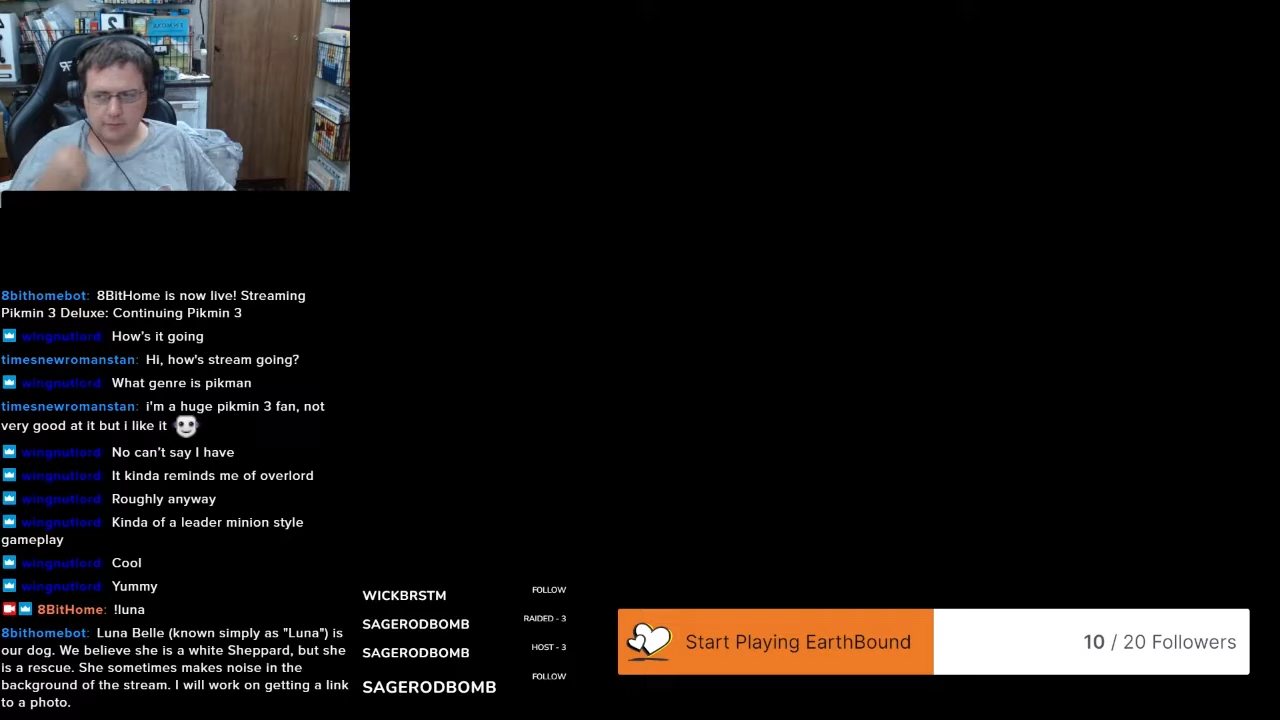 8bithomebot: 8BitHome is now live! Streaming
Pikmin 3 Deluxe: Continuing Pikmin 3
wingnutlord How's it going
timesnewromanstan: Hi, how's stream going?
wingnutlord What genre is pikman
timesnewromanstan: i'm a huge pikmin 3 fan, not
very good at it but i like it
wingnutlord No can't say I have
wingnutlord It kinda reminds me of overlord
wingnutlord Roughly anyway
wingnutlord Kinda of a leader minion style
gameplay
wingnutlord Cool
wingnutlord Yummy
8BitHome: !luna
8bithomebot: Luna Belle (known simply as "Luna") is
our dog. We believe she is a white Sheppard, but she
is a rescue. She sometimes makes noise in the
background of the stream. I will work on getting a link
to a photo.
WICKBRSTM FOLLOW
SAGERODBOMB RAIDED - 3
SAGERODBOMB HOST - 3
SAGERODBOMB FOLLOW
Start Playing EarthBound 10 / 20 Followers